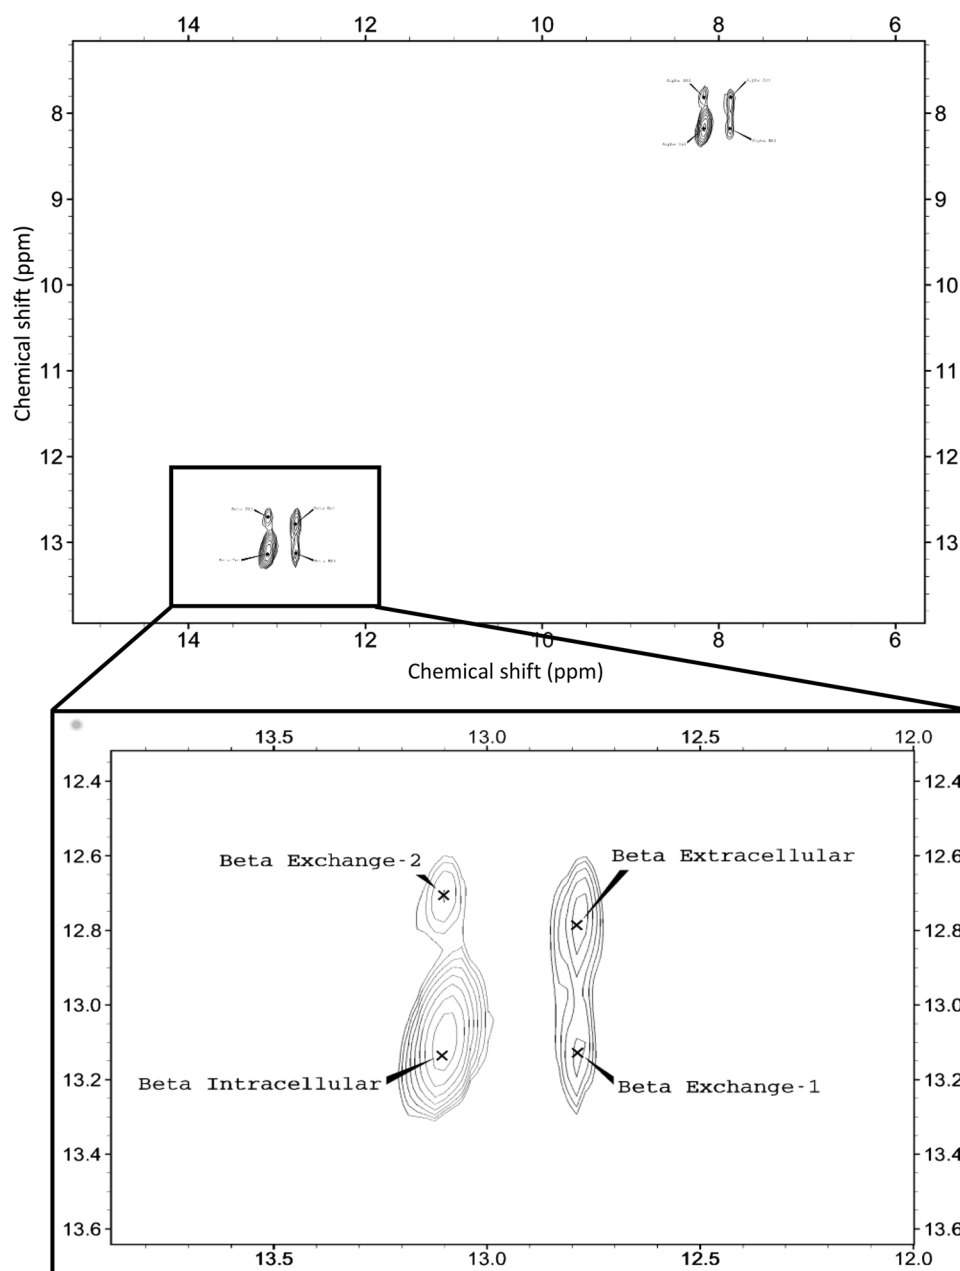 14 12 10 8 6
8 8
9 9
10 10
11 11
12 12
13 13
Chemical shift (ppm)
14 12 10 8 6
Chemical shift (ppm)
13.5 13.0 12.5 12.0
12.4 12.4
12.6 12.6
Beta Exchange-2
Beta Extracellular
12.8 12.8
13.0 13.0
13.2 13.2
Beta Intracellular
Beta Exchange-1
13.4 13.4
13.6 13.6
13.5 13.0 12.5 12.0